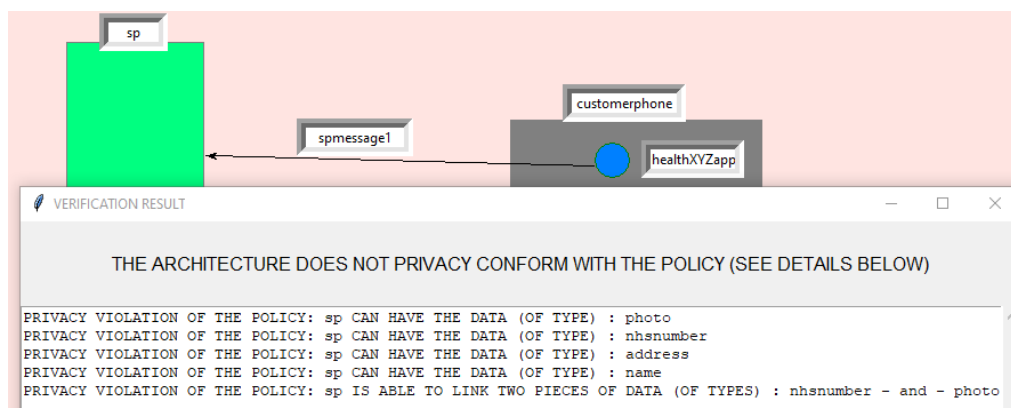 sp
customerphone
spmessage1
healthXYZapp
VERIFICATION RESULT
THE ARCHITECTURE DOES NOT PRIVACY CONFORM WITH THE POLICY (SEE DETAILS BELOW)
PRIVACY VIOLATION OF THE POLICY: sp CAN HAVE THE DATA (OF TYPE) : photo
PRIVACY VIOLATION OF THE POLICY: sp CAN HAVE THE DATA (OF TYPE) : nhsnumber
PRIVACY VIOLATION OF THE POLICY: sp CAN HAVE THE DATA (OF TYPE) : address
PRIVACY VIOLATION OF THE POLICY: sp CAN HAVE THE DATA (OF TYPE) : name
PRIVACY VIOLATION OF THE POLICY: sp IS ABLE TO LINK TWO PIECES OF DATA (OF TYPES) : nhsnumber - and - photo